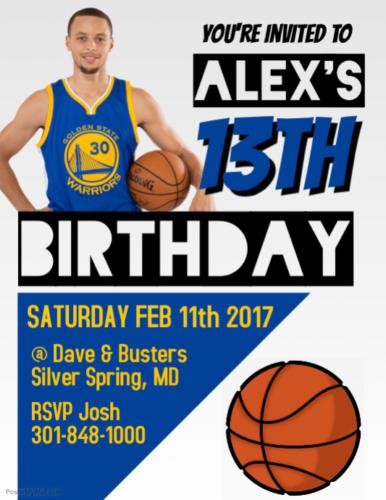 YOU'RE INVITED TO
ALEX'S
13TH
GOLDEN STATE
30
WARRIORS
SPALDING
BIRTHDAY
SATURDAY FEB 11th 2017
@ Dave & Busters
Silver Spring, MD
RSVP Josh
301-848-1000